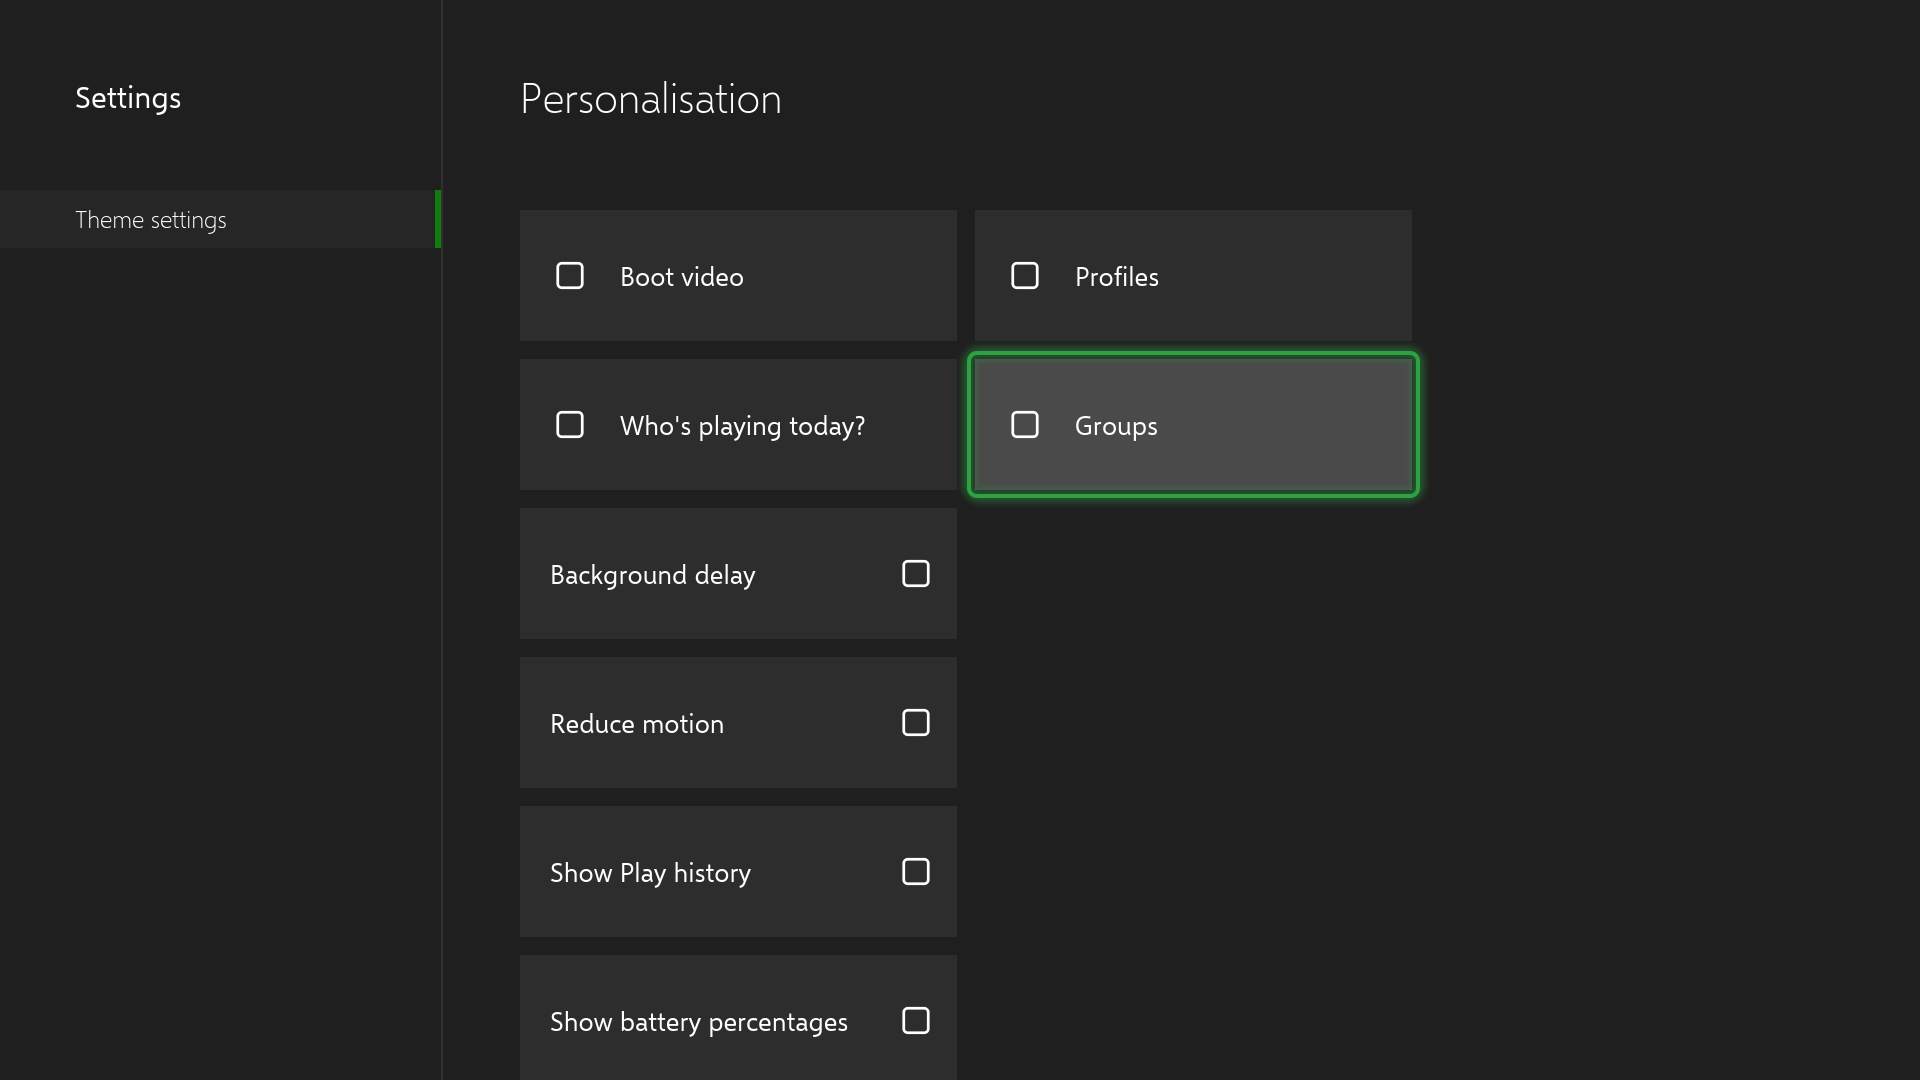 Settings
Theme settings
Personalisation
Boot video
Profiles
Who's playing today?
Groups
Background delay
Reduce motion
Show Play history
Show battery percentages